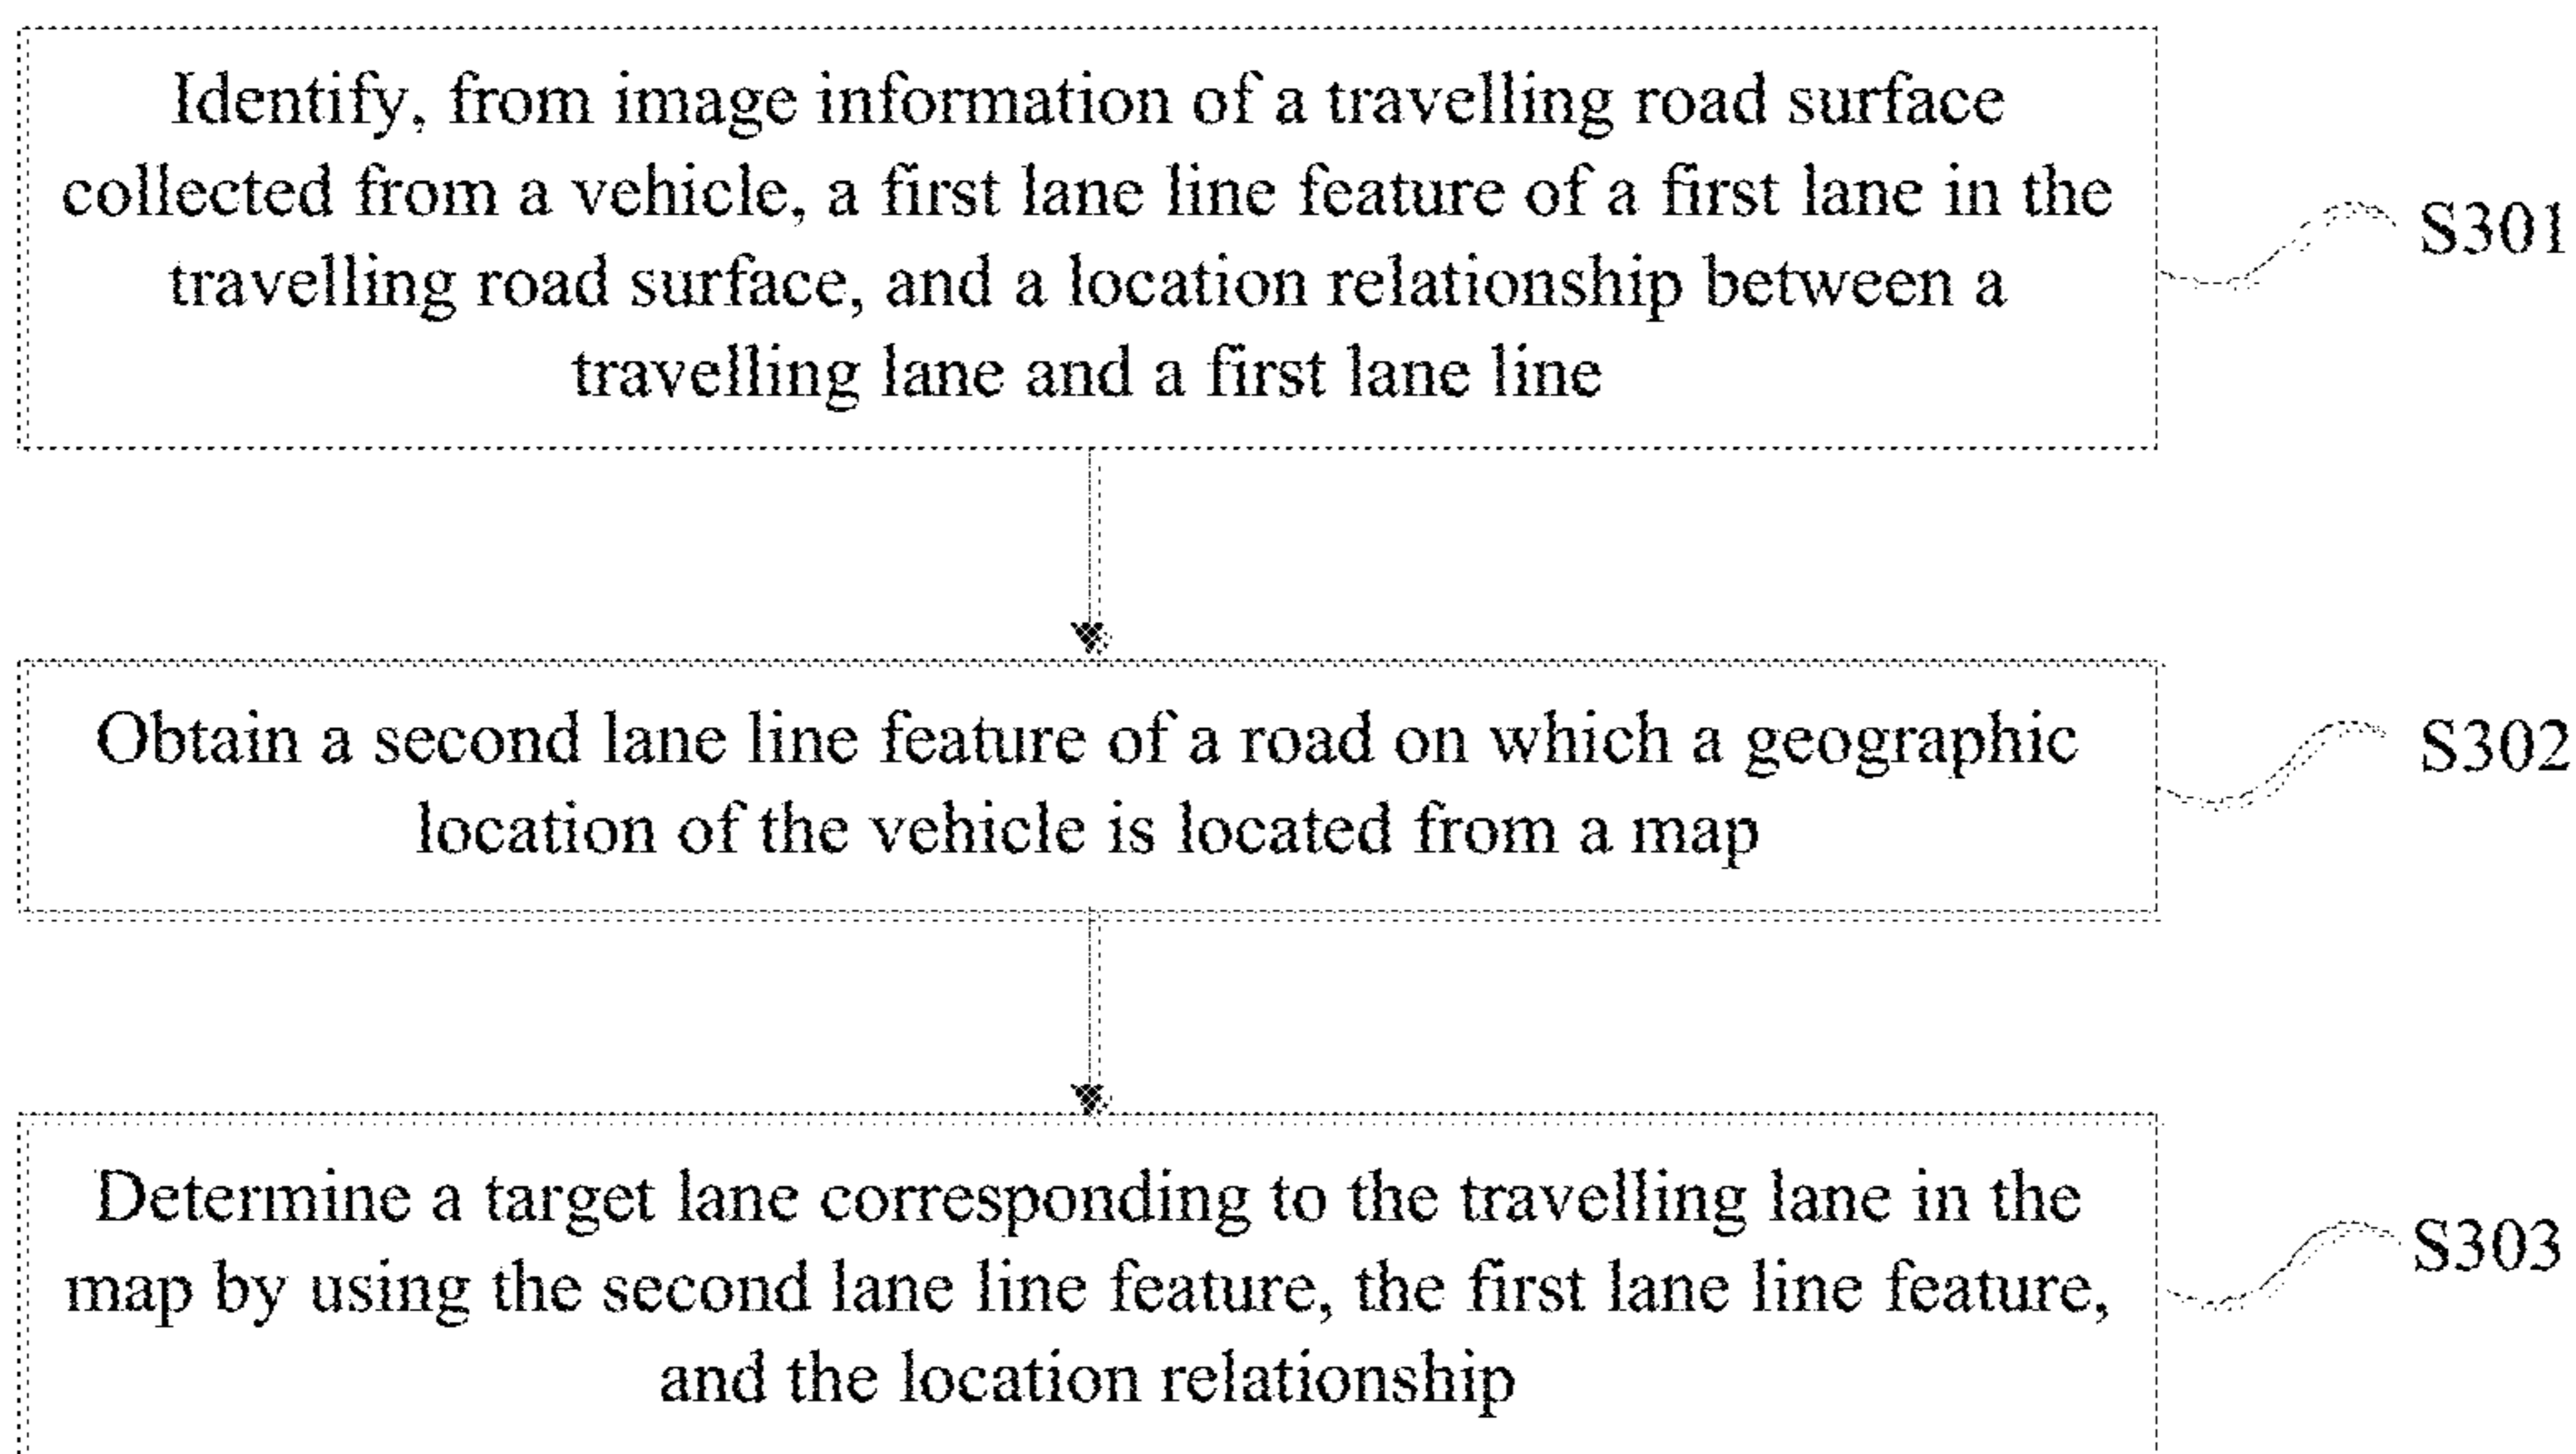 Identify, from image information of a travelling road surface
collected from a vehicle, a first lane line feature of a first lane in the
travelling road surface, and a location relationship between a
travelling lane and a first lane line
S301
Obtain a second lane line feature of a road on which a geographic
location of the vehicle is located from a map
S302
Determine a target lane corresponding to the travelling lane in the
map by using the second lane line feature, the first lane line feature,
and the location relationship
S303